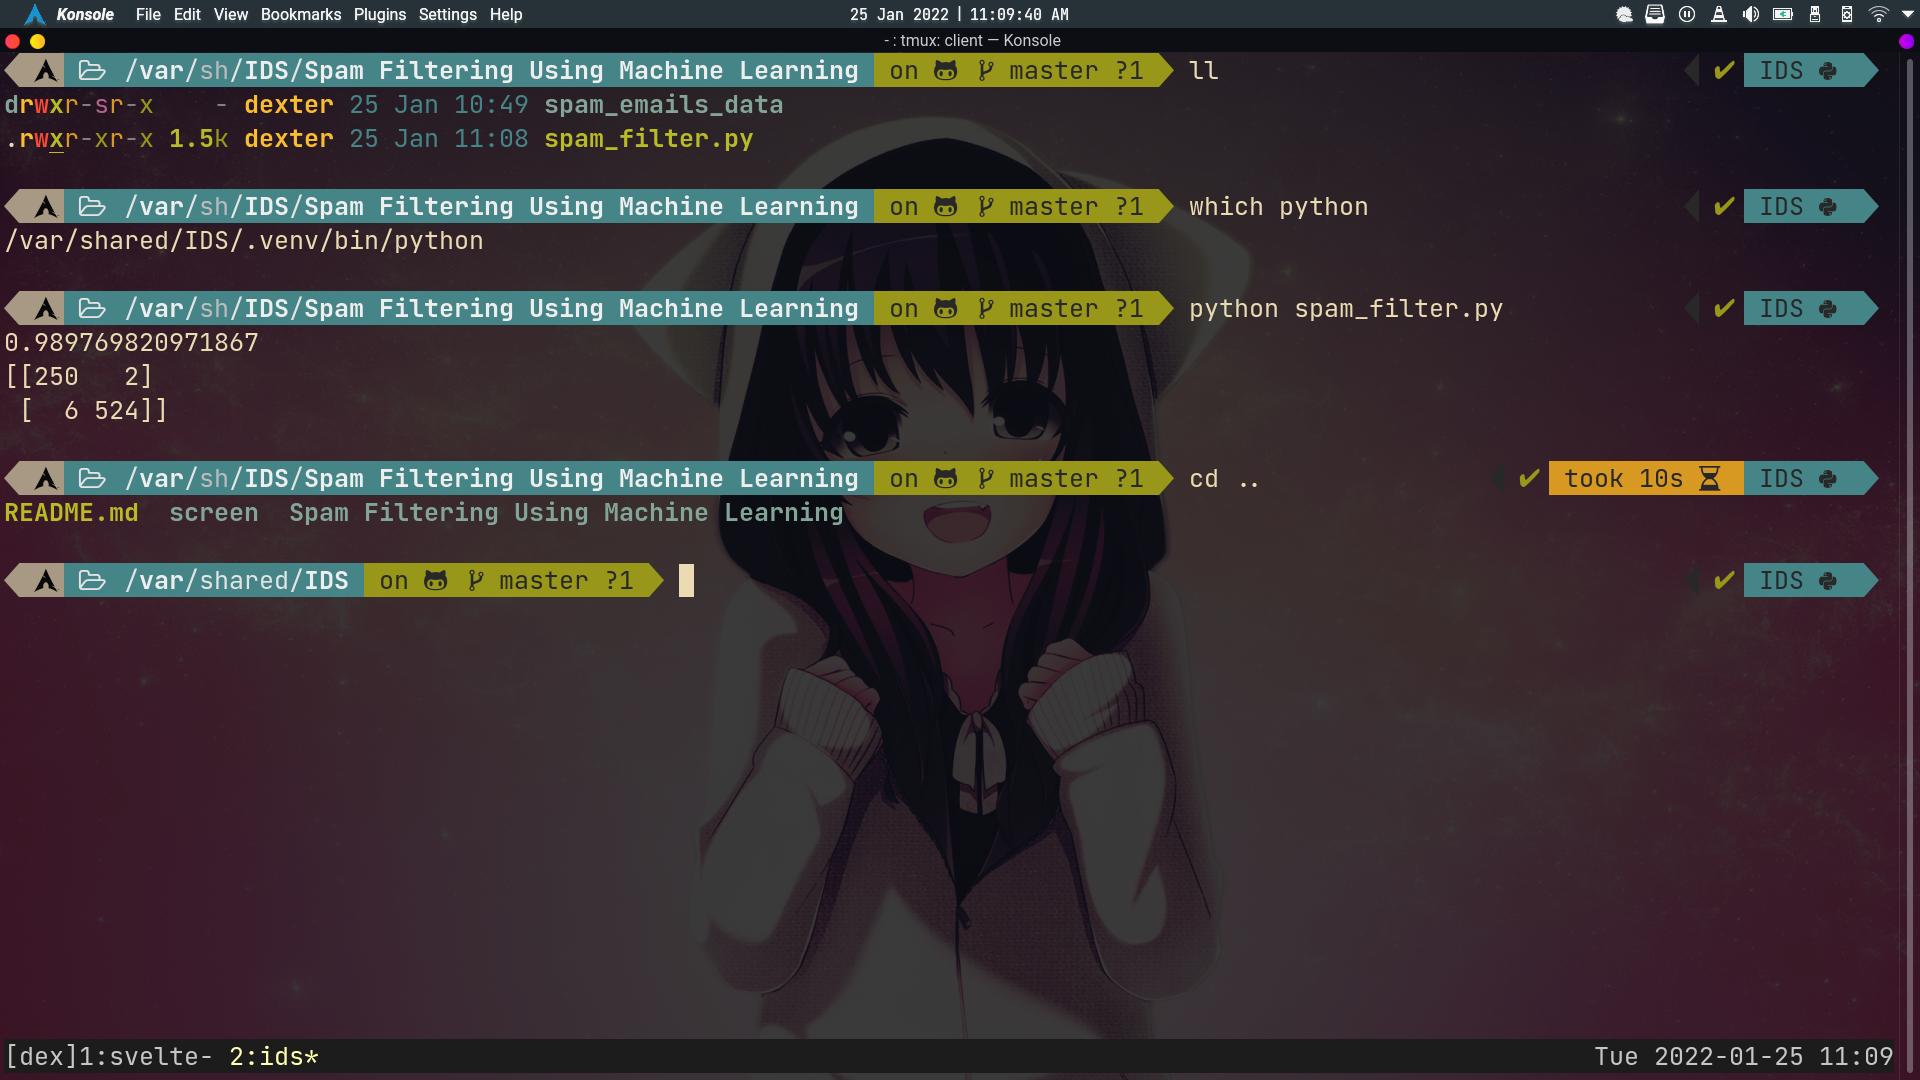 Konsole File Edit View Bookmarks Plugins Settings Help 25 Jan 2022 | 11:09:40 AM
- : tmux: client — Konsole
/var/sh/IDS/Spam Filtering Using Machine Learning on master ?1 ll ✔ IDS
drwxr-sr-x - dexter 25 Jan 10:49 spam_emails_data
.rwxr-xr-x 1.5k dexter 25 Jan 11:08 spam_filter.py
/var/sh/IDS/Spam Filtering Using Machine Learning on master ?1 which python ✔ IDS
/var/shared/IDS/.venv/bin/python
/var/sh/IDS/Spam Filtering Using Machine Learning on master ?1 python spam_filter.py ✔ IDS
0.989769820971867
[[250   2]
 [  6 524]]
/var/sh/IDS/Spam Filtering Using Machine Learning on master ?1 cd .. ✔ took 10s IDS
README.md screen Spam Filtering Using Machine Learning
/var/shared/IDS on master ?1 ✔ IDS
[dex]1:svelte- 2:ids* Tue 2022-01-25 11:09